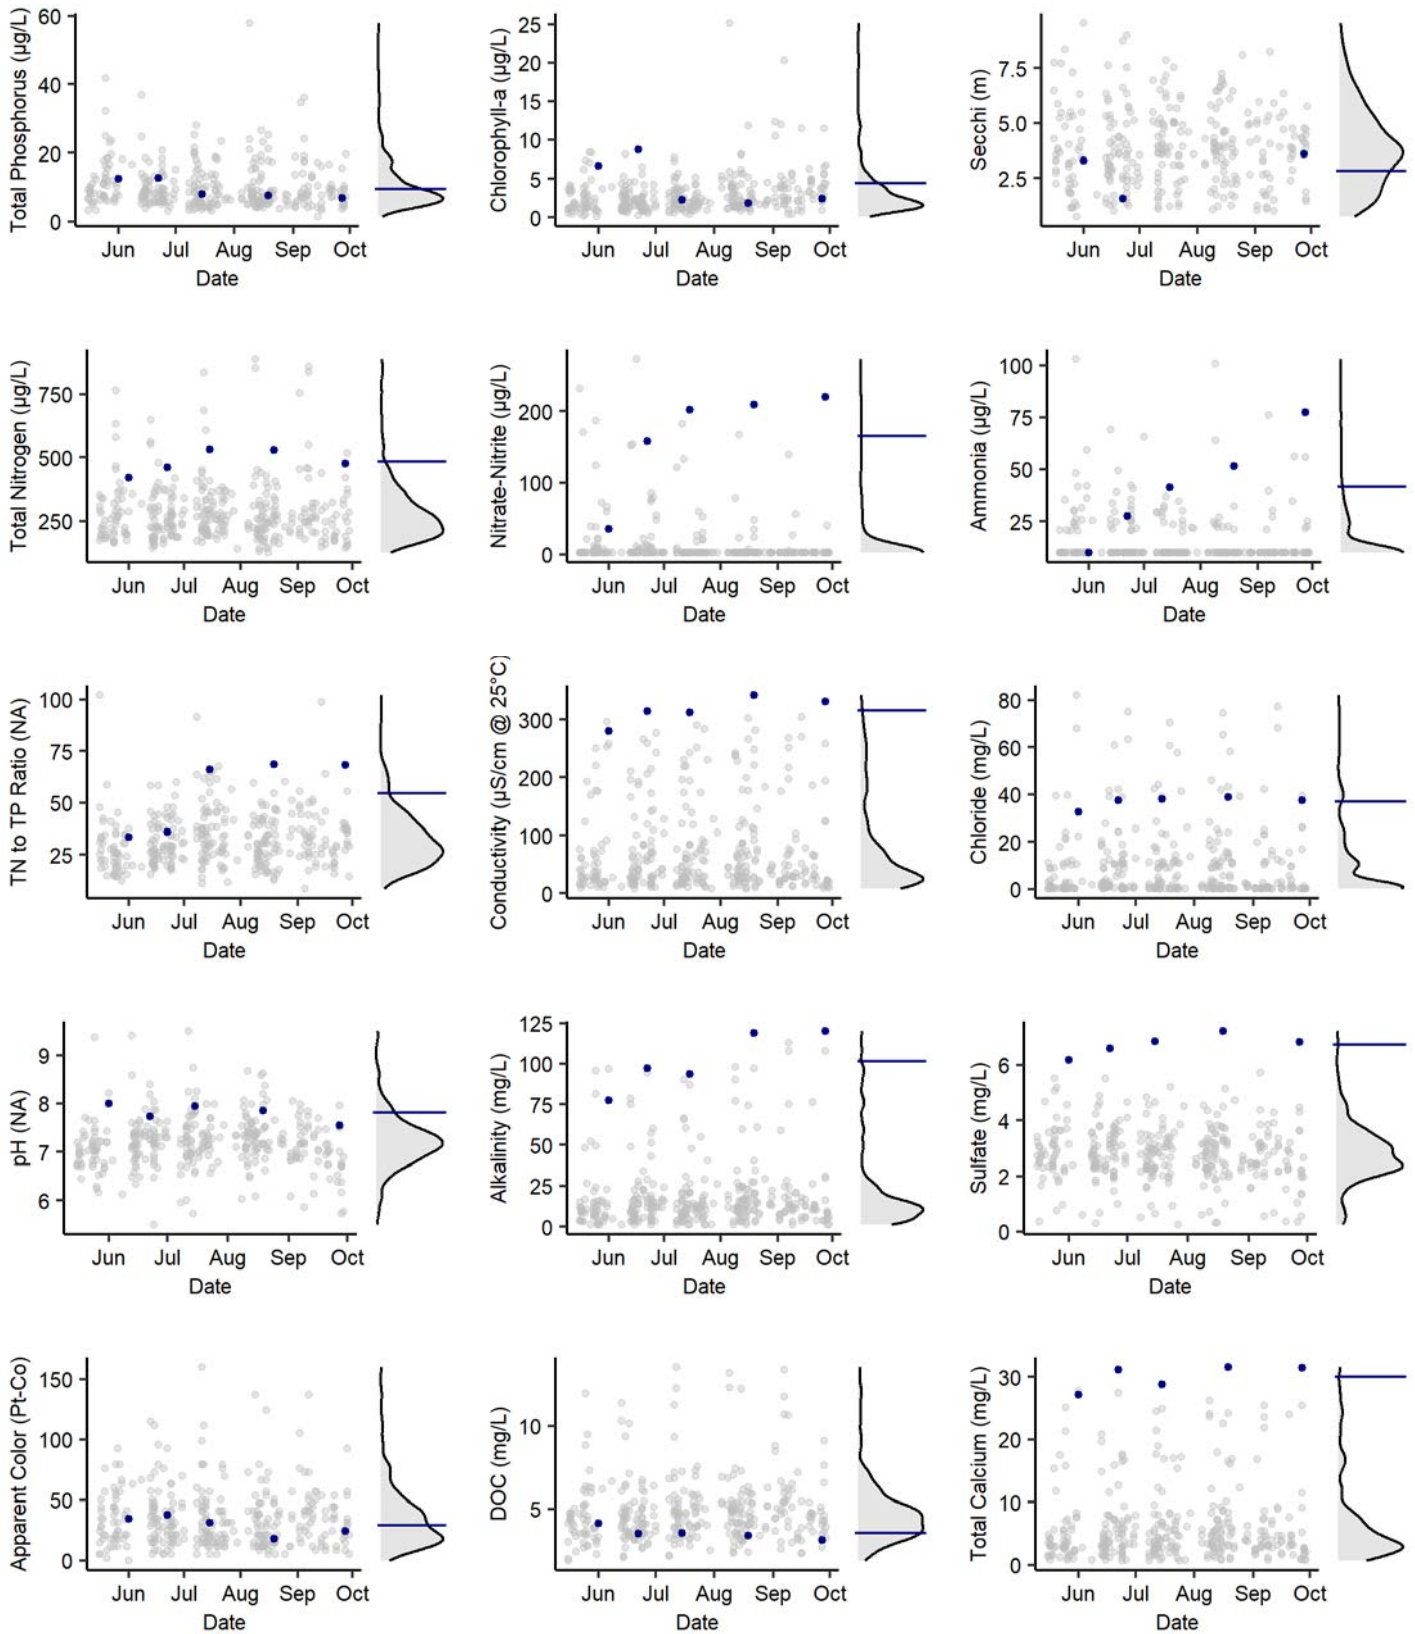 Total Phosphorus (µg/L)
60
40
20
0
Jun Jul Aug Sep Oct
Date
Chlorophyll-a (µg/L)
25
20
15
10
5
0
Jun Jul Aug Sep Oct
Date
Secchi (m)
7.5
5.0
2.5
Jun Jul Aug Sep Oct
Date
Total Nitrogen (µg/L)
750
500
250
Jun Jul Aug Sep Oct
Date
Nitrate-Nitrite (µg/L)
200
100
0
Jun Jul Aug Sep Oct
Date
Ammonia (µg/L)
100
75
50
25
Jun Jul Aug Sep Oct
Date
TN to TP Ratio (NA)
100
75
50
25
Jun Jul Aug Sep Oct
Date
Conductivity (µS/cm @ 25°C)
300
200
100
0
Jun Jul Aug Sep Oct
Date
Chloride (mg/L)
80
60
40
20
0
Jun Jul Aug Sep Oct
Date
pH (NA)
9
8
7
6
Jun Jul Aug Sep Oct
Date
Alkalinity (mg/L)
125
100
75
50
25
0
Jun Jul Aug Sep Oct
Date
Sulfate (mg/L)
6
4
2
0
Jun Jul Aug Sep Oct
Date
Apparent Color (Pt-Co)
150
100
50
0
Jun Jul Aug Sep Oct
Date
DOC (mg/L)
10
5
Jun Jul Aug Sep Oct
Date
Total Calcium (mg/L)
30
20
10
0
Jun Jul Aug Sep Oct
Date